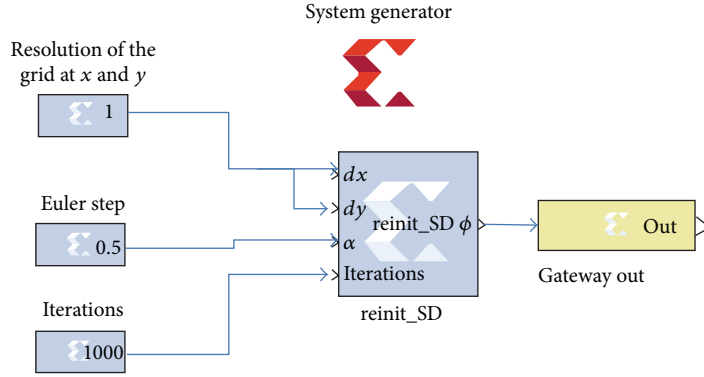 System generator
Resolution of the
grid at x and y
1
Euler step
0.5
Iterations
1000
dx
dy
α
Iterations
reinit_SD ϕ
reinit_SD
Out
Gateway out